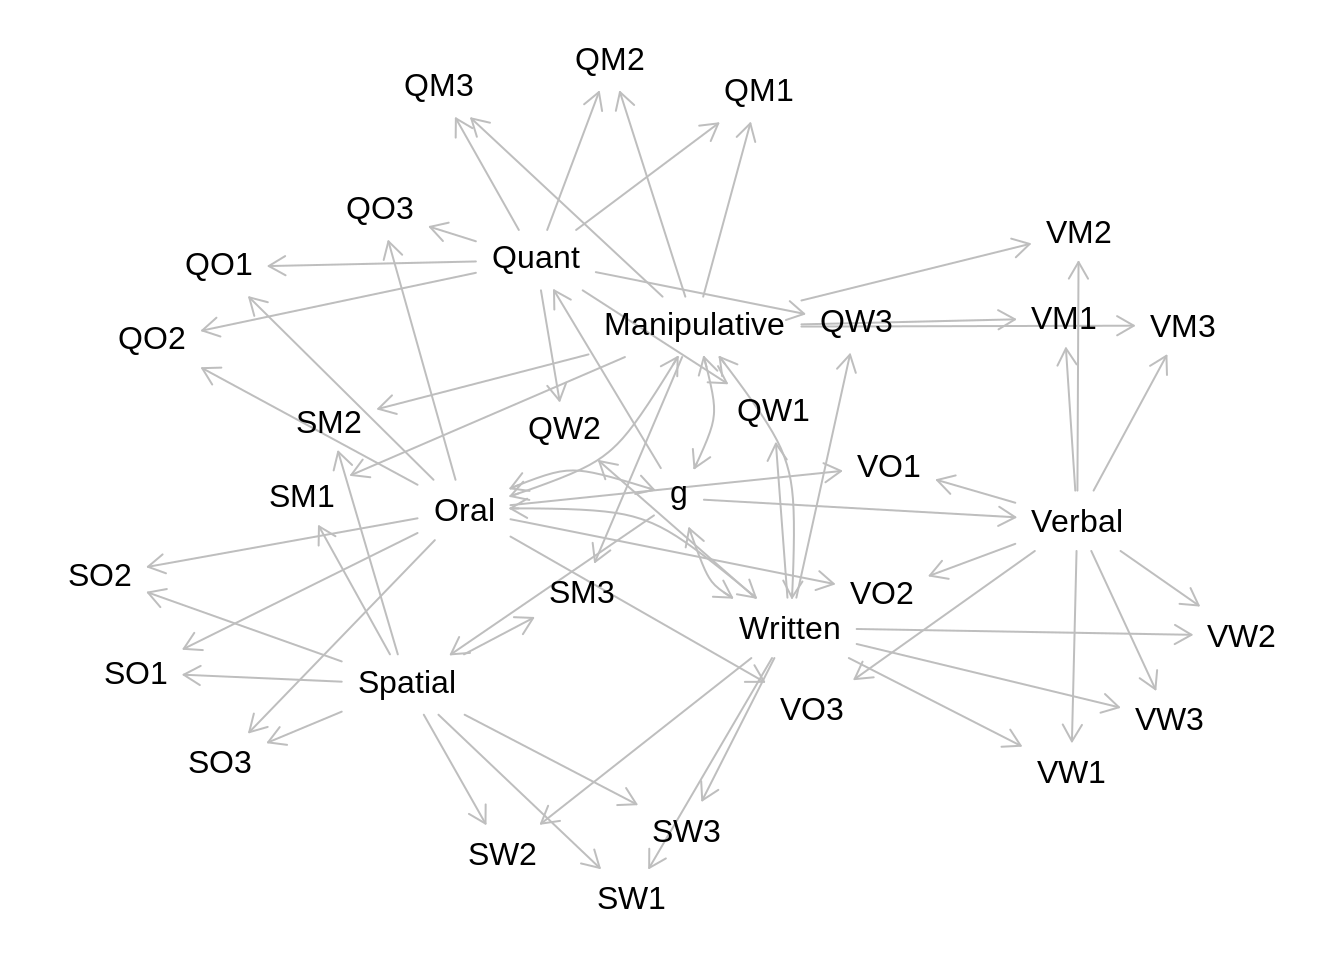 QM2
QM3
QM1
QO3
VM2
Quant
QO1
VM1
QW3
Manipulative
VM3
QO2
QW1
SM2
QW2
VO1
g
SM1
Oral
Verbal
SO2
SM3
VO2
Written
VW2
SO1
Spatial
VO3
VW3
SO3
VW1
SW3
SW2
SW1